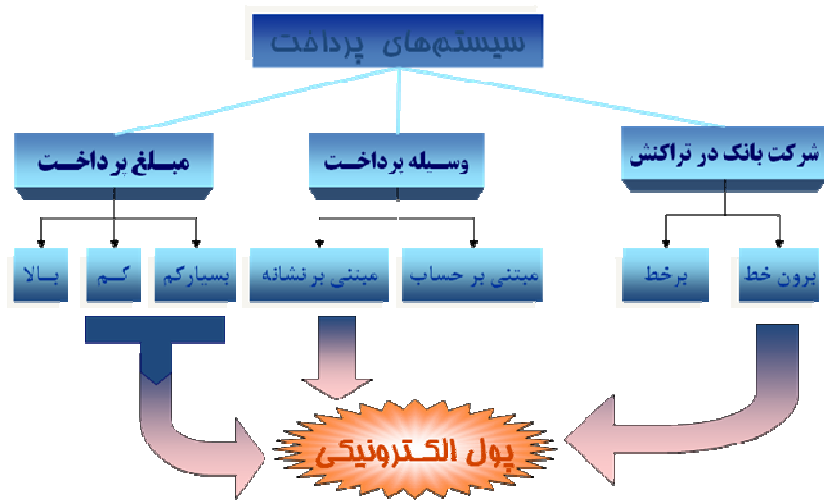 سیستم‌های پرداخت
شرکت بانک در تراکنش
وسیله پرداخت
مبلغ پرداخت
برون خط
برخط
مبتنی بر حساب
مبتنی بر نشانه
بسیارکم
کم
بالا
پول الکترونیکی